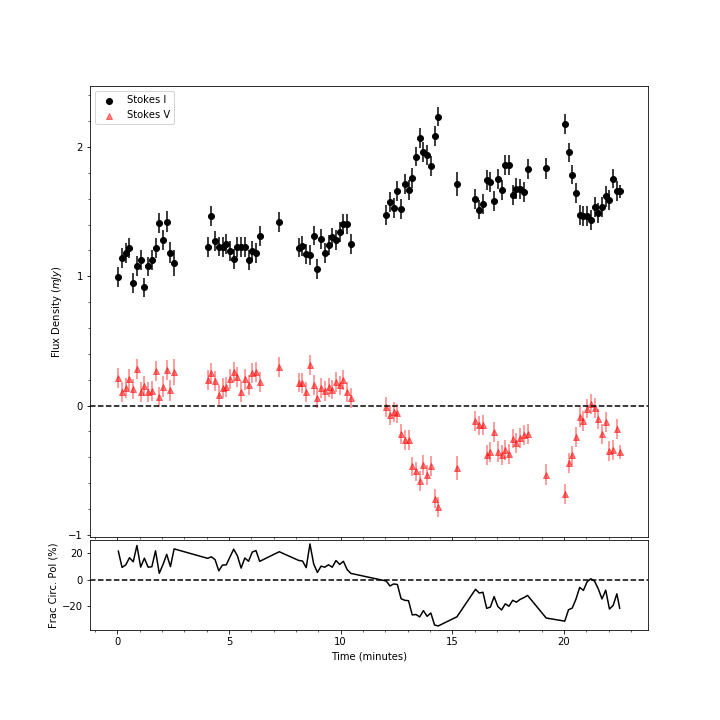 Stokes I
Stokes V
Flux Density (mJy)
2
1
0
−1
Frac Circ. Pol (%)
20
0
−20
0
5
10
15
20
Time (minutes)